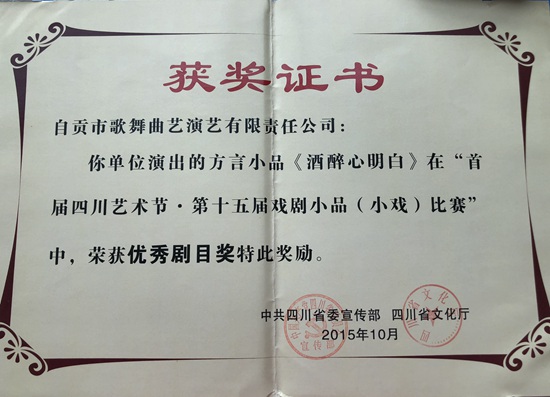 获奖证书
自贡市歌舞曲艺演艺有限责任公司：
你单位演出的方言小品《酒醉心明白》在“首
届四川艺术节·第十五届戏剧小品（小戏）比赛”
中，荣获优秀剧目奖特此奖励。
中共四川省委宣传部 四川省文化厅
2015年10月